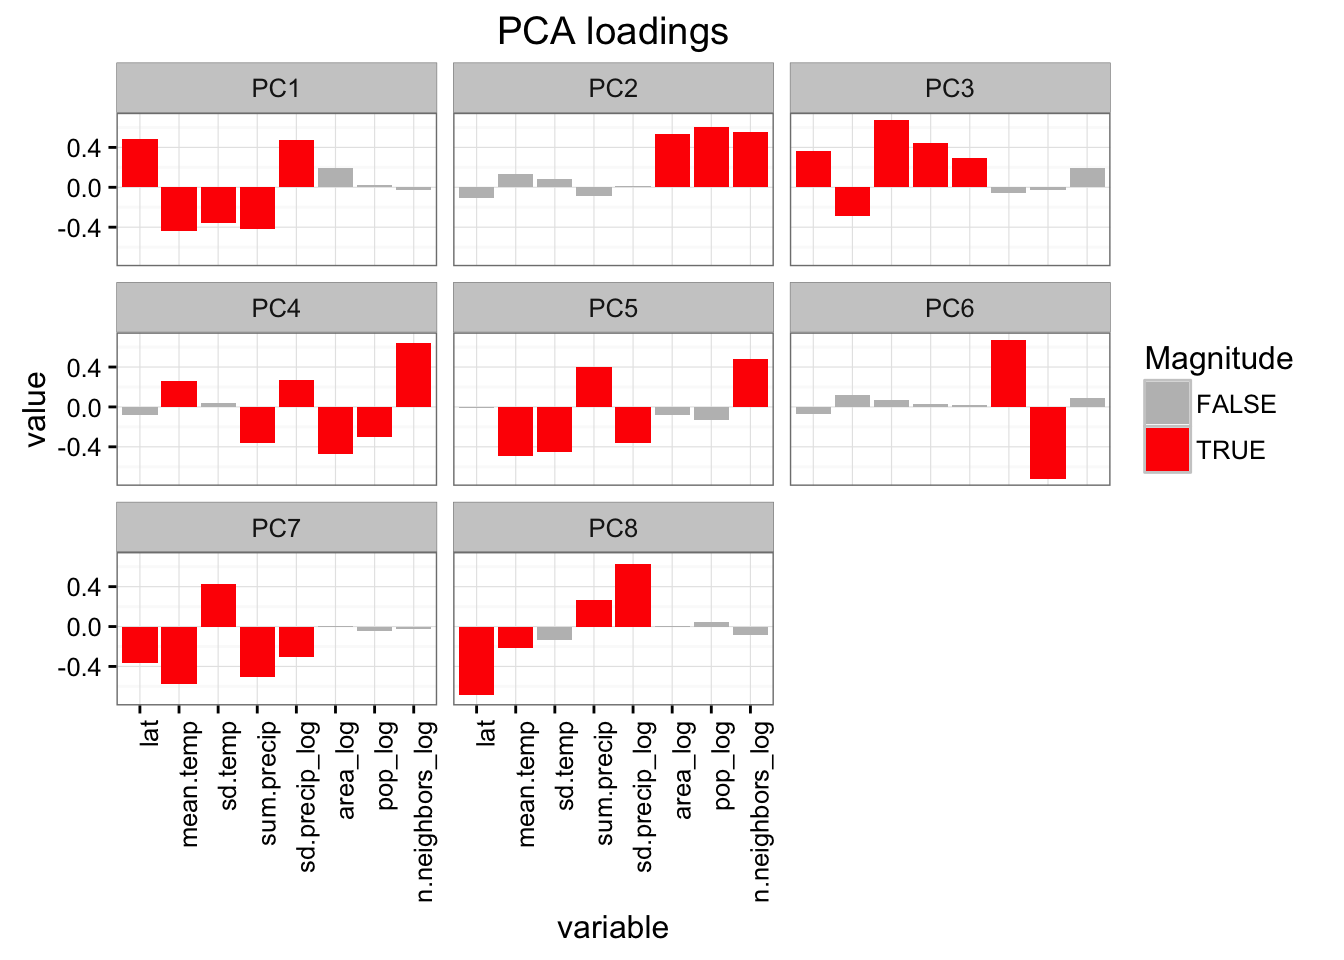 PCA loadings
PC1 PC2 PC3
0.4
0.0
-0.4
PC4 PC5 PC6
0.4
0.0
-0.4
value
Magnitude
FALSE
TRUE
PC7 PC8
0.4
0.0
-0.4
lat
mean.temp
sd.temp
sum.precip
sd.precip_log
area_log
pop_log
n.neighbors_log
lat
mean.temp
sd.temp
sum.precip
sd.precip_log
area_log
pop_log
n.neighbors_log
variable